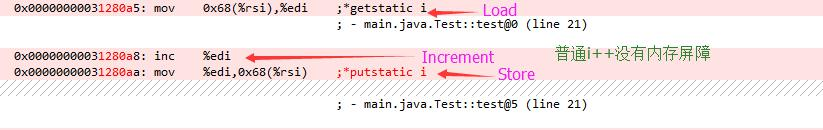 0x00000000031280a5: mov    0x68(%rsi),%edi    ;*getstatic i Load
; - main.java.Test::test@0 (line 21)
0x00000000031280a8: inc    %edi Increment 普通i++没有内存屏障
0x00000000031280aa: mov    %edi,0x68(%rsi)    ;*putstatic i Store
; - main.java.Test::test@5 (line 21)